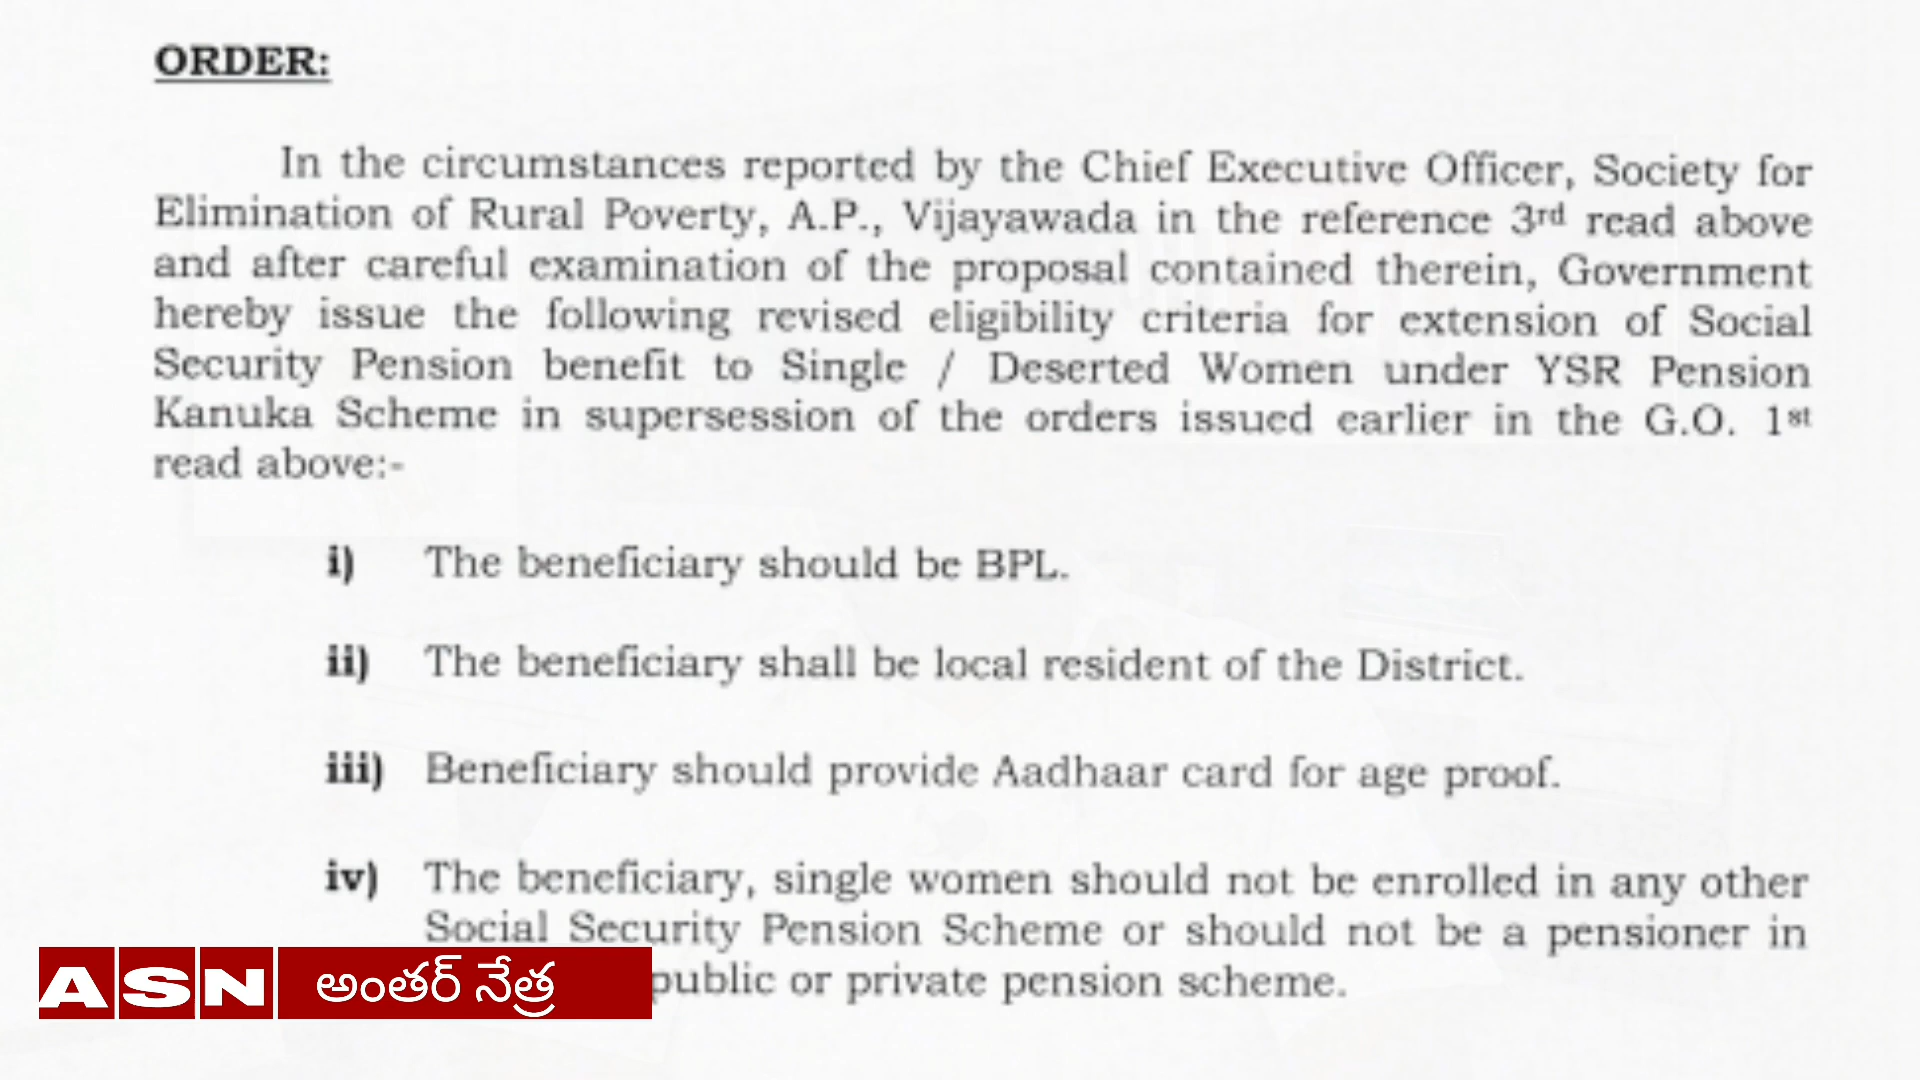 ORDER:
In the circumstances reported by the Chief Executive Officer, Society for
Elimination of Rural Poverty, A.P., Vijayawada in the reference 3rd read above
and after careful examination of the proposal contained therein, Government
hereby issue the following revised eligibility criteria for extension of Social
Security Pension benefit to Single / Deserted Women under YSR Pension
Kanuka Scheme in supersession of the orders issued earlier in the G.O. 1st
read above:-
i) The beneficiary should be BPL.
ii) The beneficiary shall be local resident of the District.
iii) Beneficiary should provide Aadhaar card for age proof.
iv) The beneficiary, single women should not be enrolled in any other
Social Security Pension Scheme or should not be a pensioner in
public or private pension scheme.
ASN అంతర్ నేత్ర